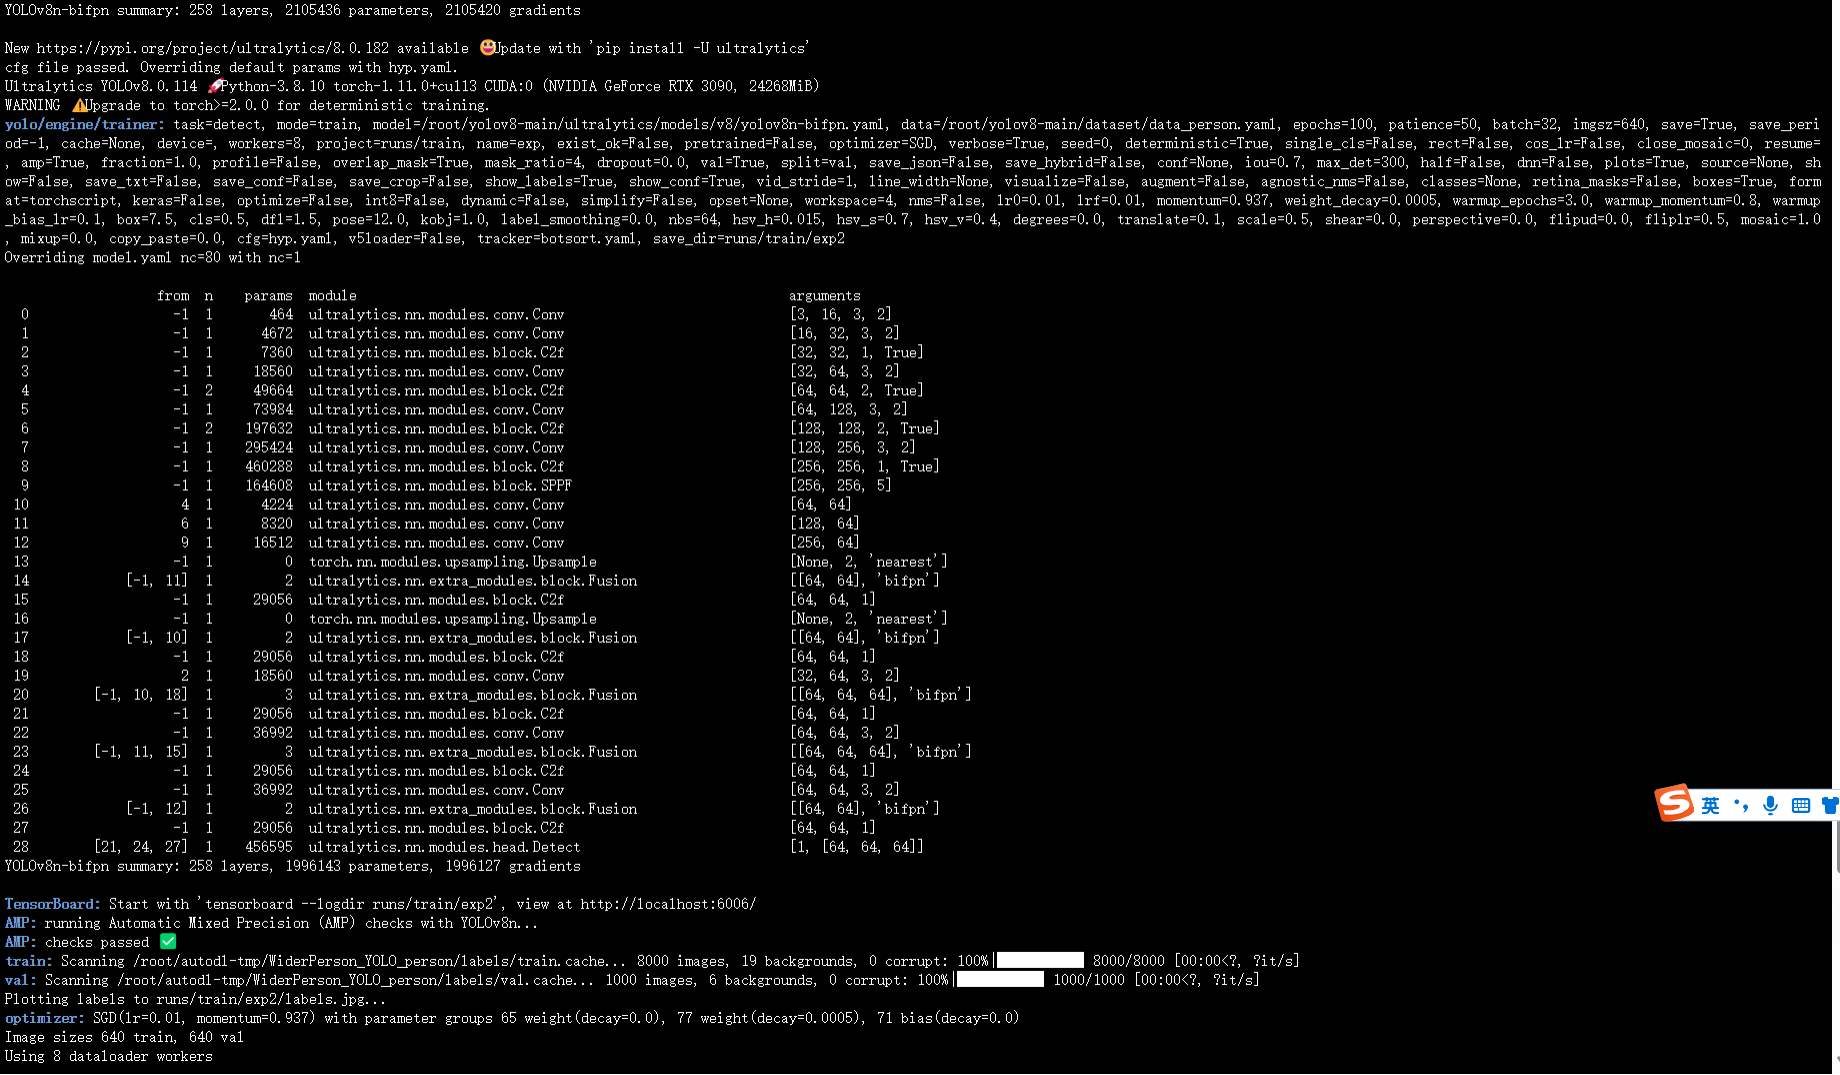 YOLOv8n-bifpn summary: 258 layers, 2105436 parameters, 2105420 gradients
New https://pypi.org/project/ultralytics/8.0.182 available 😃Update with 'pip install -U ultralytics'
cfg file passed. Overriding default params with hyp.yaml.
Ultralytics YOLOv8.0.114 🚀Python-3.8.10 torch-1.11.0+cu113 CUDA:0 (NVIDIA GeForce RTX 3090, 24268MiB)
WARNING ⚠️Upgrade to torch>=2.0.0 for deterministic training.
yolo/engine/trainer: task=detect, mode=train, model=/root/yolov8-main/ultralytics/models/v8/yolov8n-bifpn.yaml, data=/root/yolov8-main/dataset/data_person.yaml, epochs=100, patience=50, batch=32, imgsz=640, save=True, save_peri
od=-1, cache=None, device=, workers=8, project=runs/train, name=exp, exist_ok=False, pretrained=False, optimizer=SGD, verbose=True, seed=0, deterministic=True, single_cls=False, rect=False, cos_lr=False, close_mosaic=0, resume=
, amp=True, fraction=1.0, profile=False, overlap_mask=True, mask_ratio=4, dropout=0.0, val=True, split=val, save_json=False, save_hybrid=False, conf=None, iou=0.7, max_det=300, half=False, dnn=False, plots=True, source=None, sh
ow=False, save_txt=False, save_conf=False, save_crop=False, show_labels=True, show_conf=True, vid_stride=1, line_width=None, visualize=False, augment=False, agnostic_nms=False, classes=None, retina_masks=False, boxes=True, form
at=torchscript, keras=False, optimize=False, int8=False, dynamic=False, simplify=False, opset=None, workspace=4, nms=False, lr0=0.01, lrf=0.01, momentum=0.937, weight_decay=0.0005, warmup_epochs=3.0, warmup_momentum=0.8, warmup
_bias_lr=0.1, box=7.5, cls=0.5, dfl=1.5, pose=12.0, kobj=1.0, label_smoothing=0.0, nbs=64, hsv_h=0.015, hsv_s=0.7, hsv_v=0.4, degrees=0.0, translate=0.1, scale=0.5, shear=0.0, perspective=0.0, flipud=0.0, fliplr=0.5, mosaic=1.0
, mixup=0.0, copy_paste=0.0, cfg=hyp.yaml, v5loader=False, tracker=botsort.yaml, save_dir=runs/train/exp2
Overriding model.yaml nc=80 with nc=1
from n params module arguments
0 -1 1 464 ultralytics.nn.modules.conv.Conv [3, 16, 3, 2]
1 -1 1 4672 ultralytics.nn.modules.conv.Conv [16, 32, 3, 2]
2 -1 1 7360 ultralytics.nn.modules.block.C2f [32, 32, 1, True]
3 -1 1 18560 ultralytics.nn.modules.conv.Conv [32, 64, 3, 2]
4 -1 2 49664 ultralytics.nn.modules.block.C2f [64, 64, 2, True]
5 -1 1 73984 ultralytics.nn.modules.conv.Conv [64, 128, 3, 2]
6 -1 2 197632 ultralytics.nn.modules.block.C2f [128, 128, 2, True]
7 -1 1 295424 ultralytics.nn.modules.conv.Conv [128, 256, 3, 2]
8 -1 1 460288 ultralytics.nn.modules.block.C2f [256, 256, 1, True]
9 -1 1 164608 ultralytics.nn.modules.block.SPPF [256, 256, 5]
10 4 1 4224 ultralytics.nn.modules.conv.Conv [64, 64]
11 6 1 8320 ultralytics.nn.modules.conv.Conv [128, 64]
12 9 1 16512 ultralytics.nn.modules.conv.Conv [256, 64]
13 -1 1 0 torch.nn.modules.upsampling.Upsample [None, 2, 'nearest']
14 [-1, 11] 1 2 ultralytics.nn.extra_modules.block.Fusion [[64, 64], 'bifpn']
15 -1 1 29056 ultralytics.nn.modules.block.C2f [64, 64, 1]
16 -1 1 0 torch.nn.modules.upsampling.Upsample [None, 2, 'nearest']
17 [-1, 10] 1 2 ultralytics.nn.extra_modules.block.Fusion [[64, 64], 'bifpn']
18 -1 1 29056 ultralytics.nn.modules.block.C2f [64, 64, 1]
19 2 1 18560 ultralytics.nn.modules.conv.Conv [32, 64, 3, 2]
20 [-1, 10, 18] 1 3 ultralytics.nn.extra_modules.block.Fusion [[64, 64, 64], 'bifpn']
21 -1 1 29056 ultralytics.nn.modules.block.C2f [64, 64, 1]
22 -1 1 36992 ultralytics.nn.modules.conv.Conv [64, 64, 3, 2]
23 [-1, 11, 15] 1 3 ultralytics.nn.extra_modules.block.Fusion [[64, 64, 64], 'bifpn']
24 -1 1 29056 ultralytics.nn.modules.block.C2f [64, 64, 1]
25 -1 1 36992 ultralytics.nn.modules.conv.Conv [64, 64, 3, 2]
26 [-1, 12] 1 2 ultralytics.nn.extra_modules.block.Fusion [[64, 64], 'bifpn']
27 -1 1 29056 ultralytics.nn.modules.block.C2f [64, 64, 1]
28 [21, 24, 27] 1 456595 ultralytics.nn.modules.head.Detect [1, [64, 64, 64]]
YOLOv8n-bifpn summary: 258 layers, 1996143 parameters, 1996127 gradients
TensorBoard: Start with 'tensorboard --logdir runs/train/exp2', view at http://localhost:6006/
AMP: running Automatic Mixed Precision (AMP) checks with YOLOv8n...
AMP: checks passed ✅
train: Scanning /root/autodl-tmp/WiderPerson_YOLO_person/labels/train.cache... 8000 images, 19 backgrounds, 0 corrupt: 100%|██████████ 8000/8000 [00:00<?, ?it/s]
val: Scanning /root/autodl-tmp/WiderPerson_YOLO_person/labels/val.cache... 1000 images, 6 backgrounds, 0 corrupt: 100%|██████████ 1000/1000 [00:00<?, ?it/s]
Plotting labels to runs/train/exp2/labels.jpg...
optimizer: SGD(lr=0.01, momentum=0.937) with parameter groups 65 weight(decay=0.0), 77 weight(decay=0.0005), 71 bias(decay=0.0)
Image sizes 640 train, 640 val
Using 8 dataloader workers
S 英